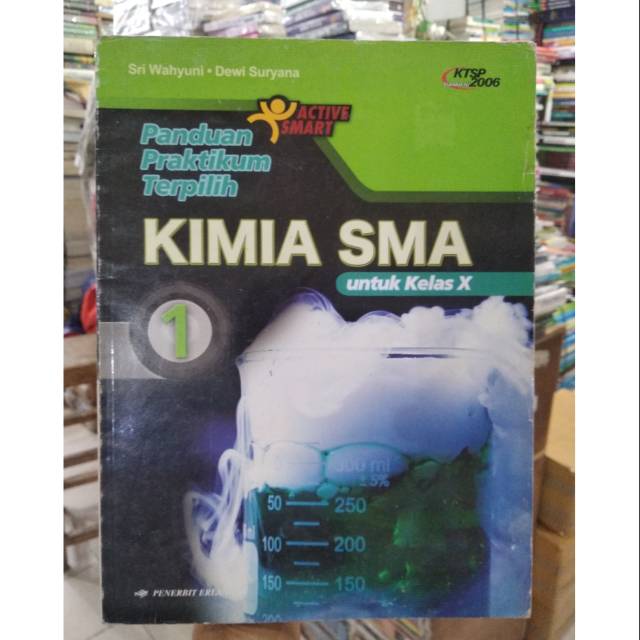 Sri Wahyuni • Dewi Suryana
KTSP
2006
ACTIVE
SMART
Panduan
Praktikum
Terpilih
KIMIA SMA
untuk Kelas X
1
300 ml
± 5%
50 250
100 200
150 150
PENERBIT